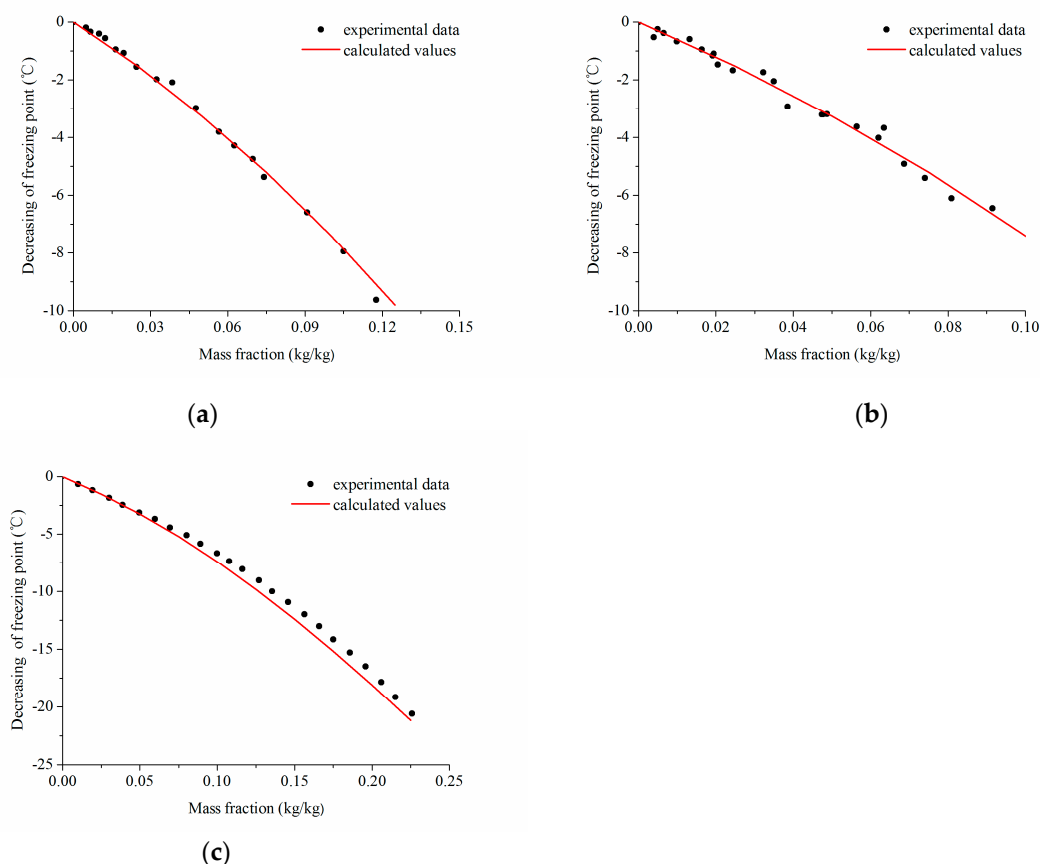 0
-2
-4
-6
-8
-10
0.00 0.03 0.06 0.09 0.12 0.15
Decreasing of freezing point (℃)
Mass fraction (kg/kg)
experimental data
calculated values
(a)
0
-2
-4
-6
-8
-10
0.00 0.02 0.04 0.06 0.08 0.10
Decreasing of freezing point (℃)
Mass fraction (kg/kg)
experimental data
calculated values
(b)
0
-5
-10
-15
-20
-25
0.00 0.05 0.10 0.15 0.20 0.25
Decreasing of freezing point (℃)
Mass fraction (kg/kg)
experimental data
calculated values
(c)